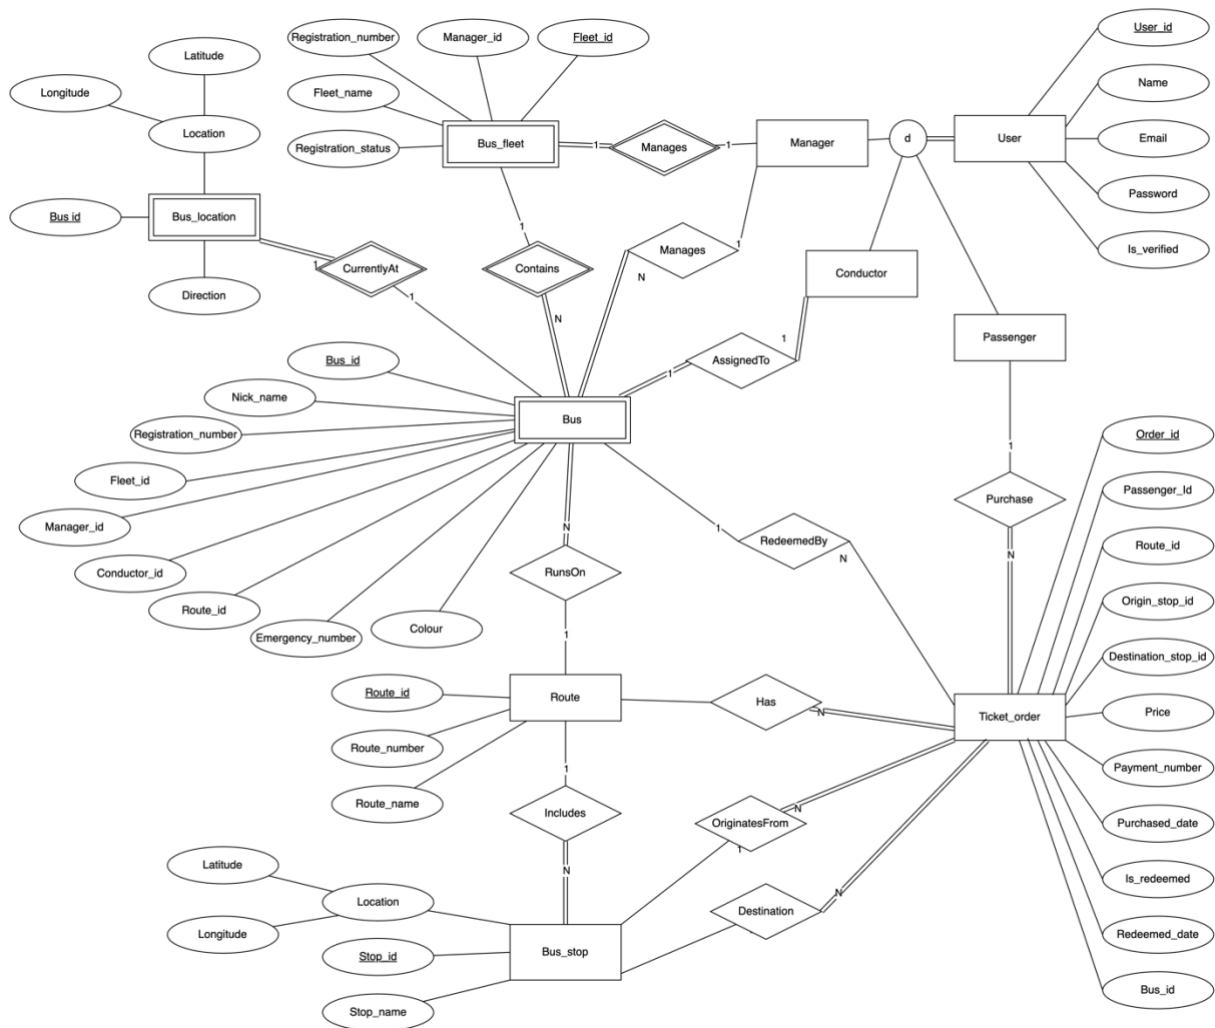 Registration_number
Manager_id
Fleet_id
User_id
Latitude
Longitude
Fleet_name
Name
Location
Registration_status
Bus_fleet
1
Manages
1
Manager
d
User
Email
Password
Bus id
Bus_location
1
Manages
1
Is_verified
CurrentlyAt
1
Contains
N
N
Conductor
Direction
1
1
Passenger
AssignedTo
1
Bus_id
Nick_name
Registration_number
Bus
Fleet_id
Manager_id
Conductor_id
Route_id
Emergency_number
Colour
N
RunsOn
1
1
RedeemedBy
N
1
Purchase
N
Order_id
Passenger_Id
Route_id
Origin_stop_id
Destination_stop_id
Price
Payment_number
Purchased_date
Is_redeemed
Redeemed_date
Bus_id
Route_id
Route
Has
N
Ticket_order
Route_number
Route_name
1
Includes
N
OriginatesFrom
N
1
Latitude
Location
Longitude
Destination
N
Stop_id
Bus_stop
Stop_name